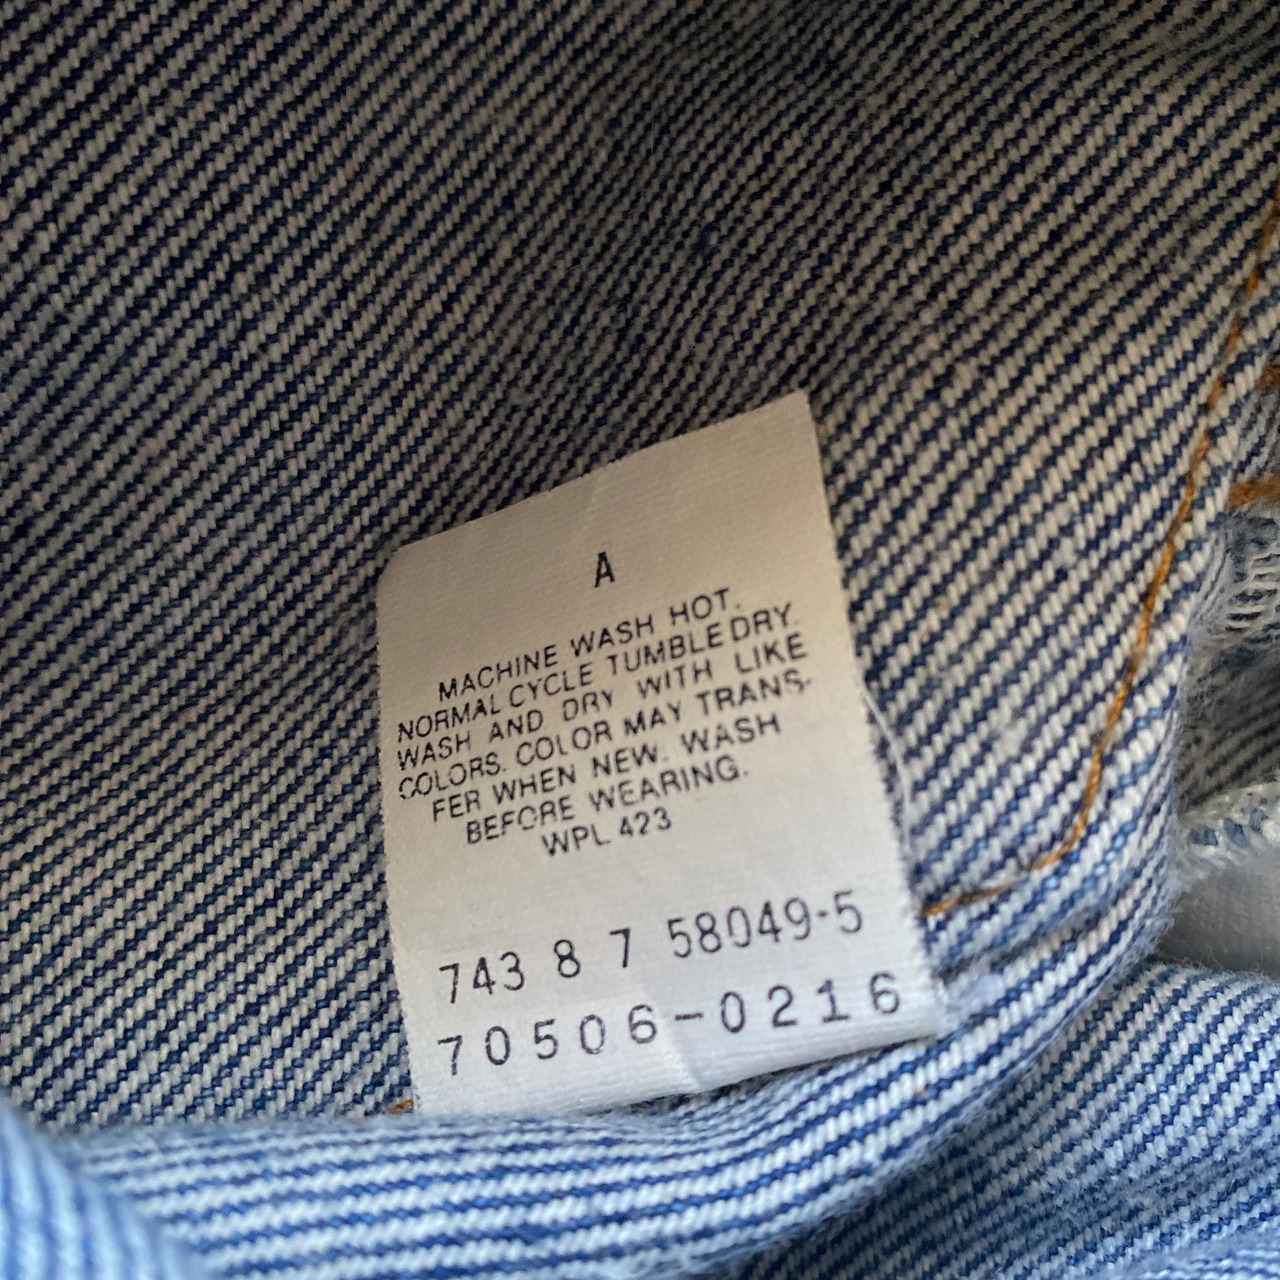 A
MACHINE WASH HOT.
NORMAL CYCLE TUMBLE DRY.
WASH AND DRY WITH LIKE
COLORS. COLOR MAY TRANS-
FER WHEN NEW. WASH
BEFORE WEARING.
WPL 423
743 8 7 58049-5
70506-0216